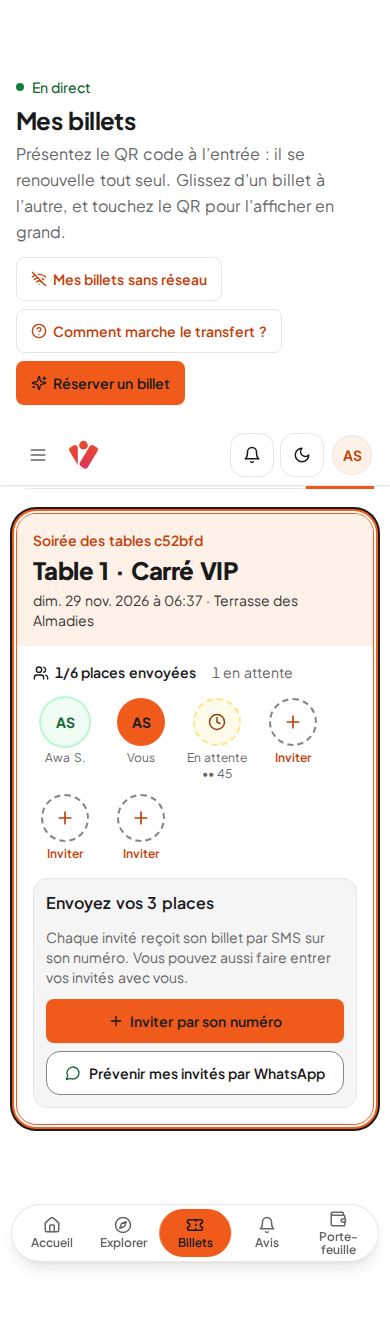 En direct
Mes billets
Présentez le QR code à l’entrée : il se
renouvelle tout seul. Glissez d’un billet à
l’autre, et touchez le QR pour l’afficher en
grand.
Mes billets sans réseau
Comment marche le transfert ?
Réserver un billet
AS
Soirée des tables c52bfd
Table 1 · Carré VIP
dim. 29 nov. 2026 à 06:37 · Terrasse des
Almadies
1/6 places envoyées 1 en attente
AS AS
Awa S. Vous En attente Inviter
•• 45
Inviter Inviter
Envoyez vos 3 places
Chaque invité reçoit son billet par SMS sur
son numéro. Vous pouvez aussi faire entrer
vos invités avec vous.
Inviter par son numéro
Prévenir mes invités par WhatsApp
Accueil Explorer Billets Avis Porte-
feuille